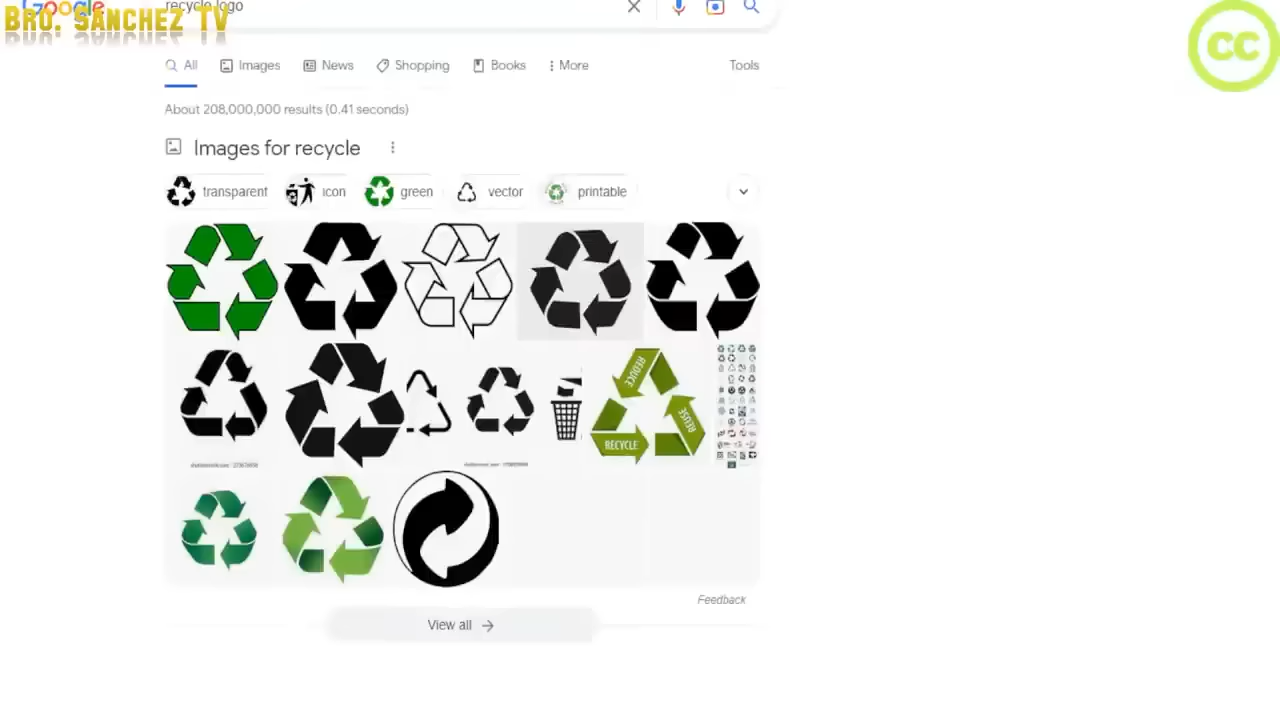 Google
BRO. SANCHEZ TV
recycle logo
CC
All Images News Shopping Books More Tools
About 208,000,000 results (0.41 seconds)
Images for recycle
transparent icon green vector printable
REDUCE
REUSE
RECYCLE
Feedback
View all